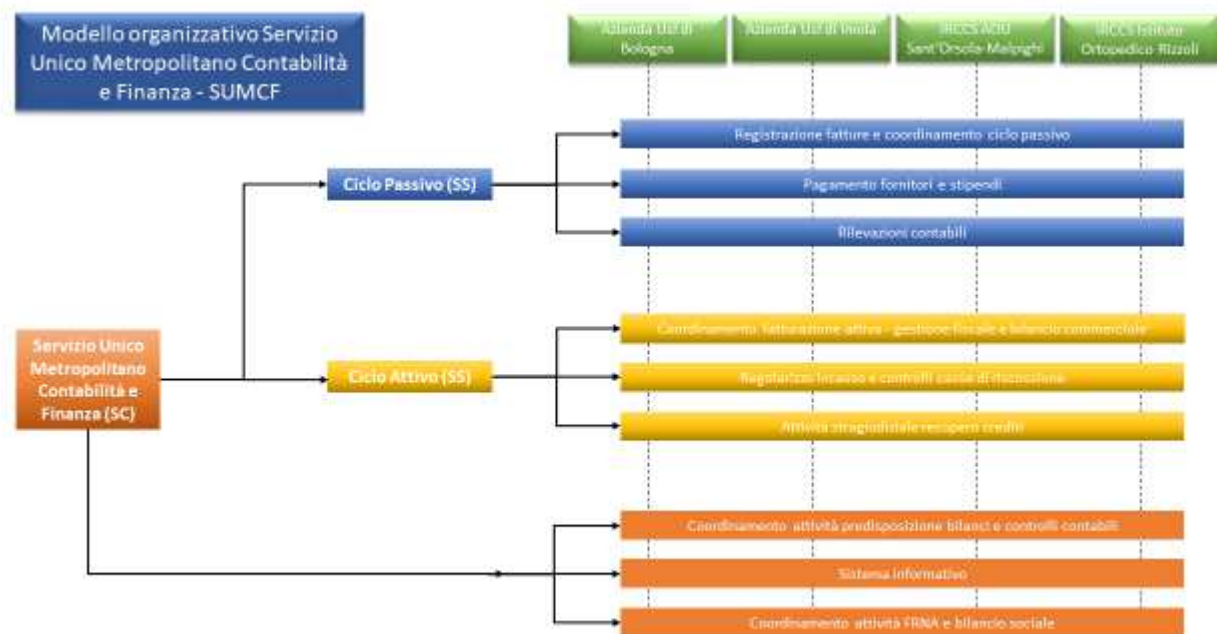 Modello organizzativo Servizio
Unico Metropolitano Contabilità
e Finanza - SUMCF
Azienda Usl di
Bologna
Azienda Usl di Imola
IRCCS AOU
Sant'Orsola-Malpighi
IRCCS Istituto
Ortopedico Rizzoli
Registrazione fatture e coordinamento ciclo passivo
Ciclo Passivo (SS)
Pagamento fornitori e stipendi
Rilevazioni contabili
Coordinamento fatturazione attiva - gestione fiscale e bilancio commerciale
Servizio Unico
Metropolitano
Contabilità e
Finanza (SC)
Ciclo Attivo (SS)
incasso e controlli casse di riscossione
Attività stragiudiziale recupero crediti
Coordinamento attività predisposizione bilanci e controlli contabili
Sistema informativo
Coordinamento attività FRNA e bilancio sociale